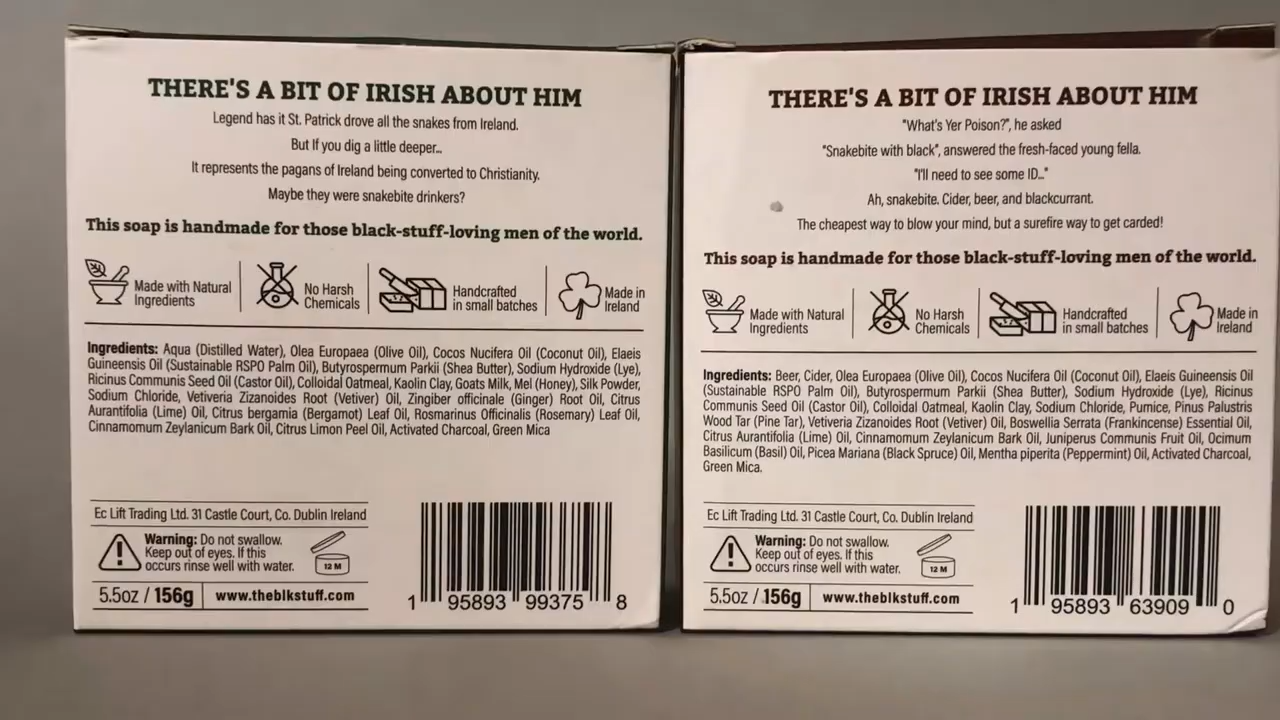 THERE'S A BIT OF IRISH ABOUT HIM
Legend has it St. Patrick drove all the snakes from Ireland.
But If you dig a little deeper...
It represents the pagans of Ireland being converted to Christianity.
Maybe they were snakebite drinkers?
This soap is handmade for those black-stuff-loving men of the world.
Made with Natural
Ingredients
No Harsh
Chemicals
Handcrafted
in small batches
Made in
Ireland
Ingredients: Aqua (Distilled Water), Olea Europaea (Olive Oil), Cocos Nucifera Oil (Coconut Oil), Elaeis
Guineensis Oil (Sustainable RSPO Palm Oil), Butyrospermum Parkii (Shea Butter), Sodium Hydroxide (Lye),
Ricinus Communis Seed Oil (Castor Oil), Colloidal Oatmeal, Kaolin Clay, Goats Milk, Mel (Honey), Silk Powder,
Sodium Chloride, Vetiveria Zizanoides Root (Vetiver) Oil, Zingiber officinale (Ginger) Root Oil, Citrus
Aurantifolia (Lime) Oil, Citrus bergamia (Bergamot) Leaf Oil, Rosmarinus Officinalis (Rosemary) Leaf Oil,
Cinnamomum Zeylanicum Bark Oil, Citrus Limon Peel Oil, Activated Charcoal, Green Mica
Ec Lift Trading Ltd. 31 Castle Court, Co. Dublin Ireland
Warning: Do not swallow.
Keep out of eyes. If this
occurs rinse well with water.
12 M
5.5oz / 156g
www.theblkstuff.com
1 95893 99375 8
THERE'S A BIT OF IRISH ABOUT HIM
"What's Yer Poison?", he asked
"Snakebite with black", answered the fresh-faced young fella.
"I'll need to see some ID..."
Ah, snakebite. Cider, beer, and blackcurrant.
The cheapest way to blow your mind, but a surefire way to get carded!
This soap is handmade for those black-stuff-loving men of the world.
Made with Natural
Ingredients
No Harsh
Chemicals
Handcrafted
in small batches
Made in
Ireland
Ingredients: Beer, Cider, Olea Europaea (Olive Oil), Cocos Nucifera Oil (Coconut Oil), Elaeis Guineensis Oil
(Sustainable RSPO Palm Oil), Butyrospermum Parkii (Shea Butter), Sodium Hydroxide (Lye), Ricinus
Communis Seed Oil (Castor Oil), Colloidal Oatmeal, Kaolin Clay, Sodium Chloride, Pumice, Pinus Palustris
Wood Tar (Pine Tar), Vetiveria Zizanoides Root (Vetiver) Oil, Boswellia Serrata (Frankincense) Essential Oil,
Citrus Aurantifolia (Lime) Oil, Cinnamomum Zeylanicum Bark Oil, Juniperus Communis Fruit Oil, Ocimum
Basilicum (Basil) Oil, Picea Mariana (Black Spruce) Oil, Mentha piperita (Peppermint) Oil, Activated Charcoal,
Green Mica.
Ec Lift Trading Ltd. 31 Castle Court, Co. Dublin Ireland
Warning: Do not swallow.
Keep out of eyes. If this
occurs rinse well with water.
12 M
5.5oz / 156g
www.theblkstuff.com
1 95893 63909 0